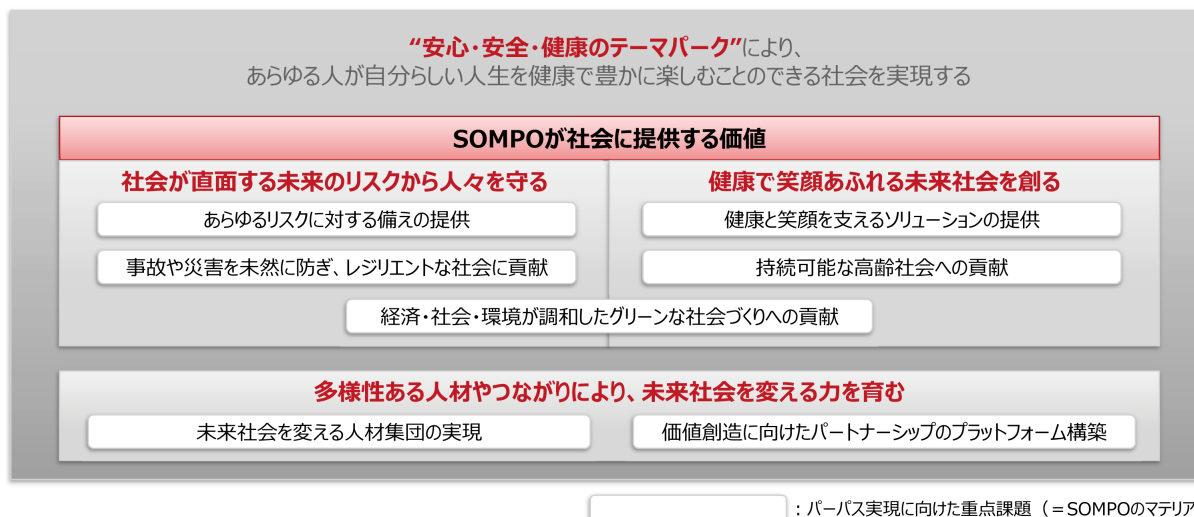 “安心・安全・健康のテーマパーク”により、
あらゆる人が自分らしい人生を健康で豊かに楽しむことのできる社会を実現する
SOMPOが社会に提供する価値
社会が直面する未来のリスクから人々を守る
あらゆるリスクに対する備えの提供
事故や災害を未然に防ぎ、レジリエントな社会に貢献
健康で笑顔あふれる未来社会を創る
健康と笑顔を支えるソリューションの提供
持続可能な高齢社会への貢献
経済・社会・環境が調和したグリーンな社会づくりへの貢献
多様性ある人材やつながりにより、未来社会を変える力を育む
未来社会を変える人材集団の実現
価値創造に向けたパートナーシップのプラットフォーム構築
：パーパス実現に向けた重点課題（＝SOMPOのマテリア